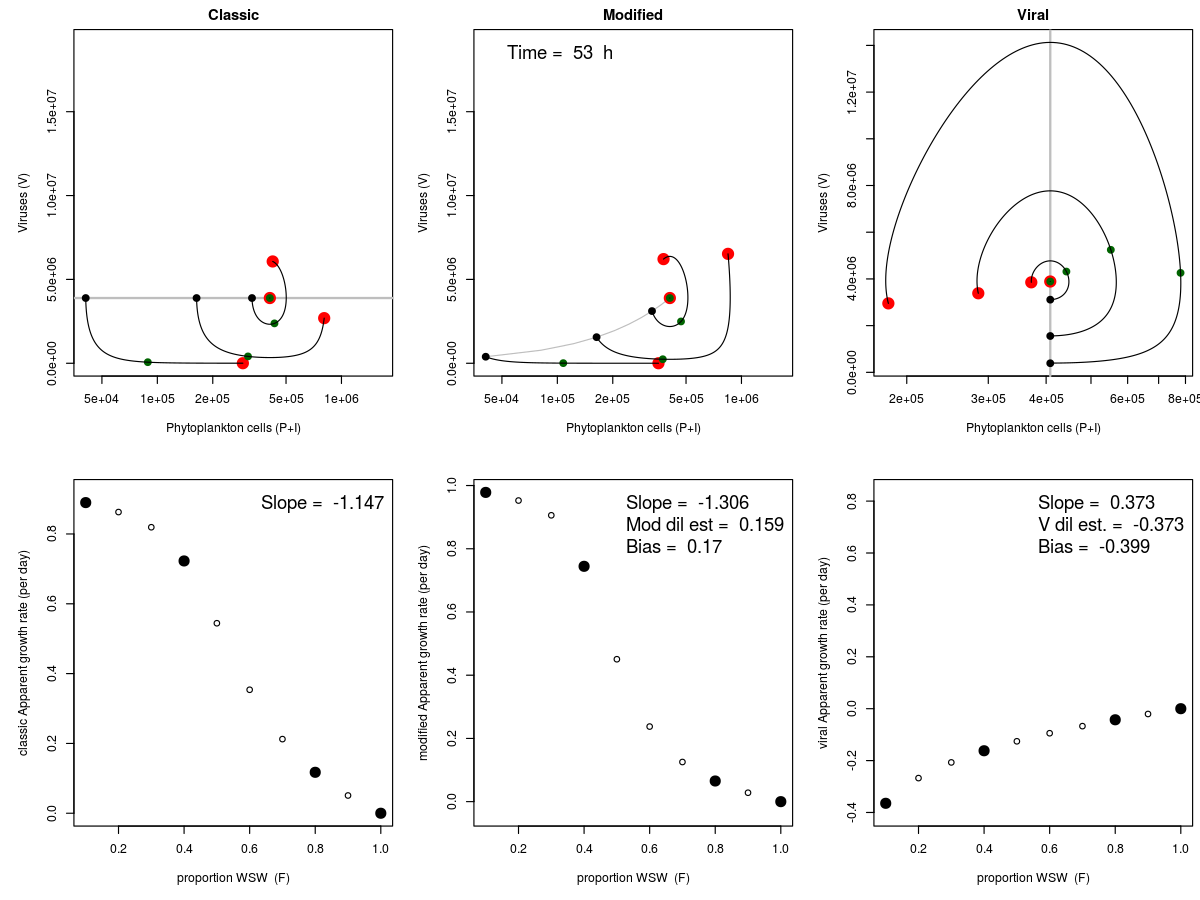 Classic
Modified
Viral
Time = 53 h
Viruses (V)
0.0e+00
5.0e+06
1.0e+07
1.5e+07
5e+04 1e+05 2e+05 5e+05 1e+06
Phytoplankton cells (P+I)
Viruses (V)
0.0e+00
5.0e+06
1.0e+07
1.5e+07
5e+04 1e+05 2e+05 5e+05 1e+06
Phytoplankton cells (P+I)
Viruses (V)
0.0e+00
4.0e+06
8.0e+06
1.2e+07
2e+05 3e+05 4e+05 6e+05 8e+05
Phytoplankton cells (P+I)
Slope = -1.147
classic Apparent growth rate (per day)
0.0
0.2
0.4
0.6
0.8
0.2 0.4 0.6 0.8 1.0
proportion WSW (F)
Slope = -1.306
Mod dil est = 0.159
Bias = 0.17
modified Apparent growth rate (per day)
0.0
0.2
0.4
0.6
0.8
1.0
0.2 0.4 0.6 0.8 1.0
proportion WSW (F)
Slope = 0.373
V dil est. = -0.373
Bias = -0.399
viral Apparent growth rate (per day)
-0.4
-0.2
0.0
0.2
0.4
0.6
0.8
0.2 0.4 0.6 0.8 1.0
proportion WSW (F)